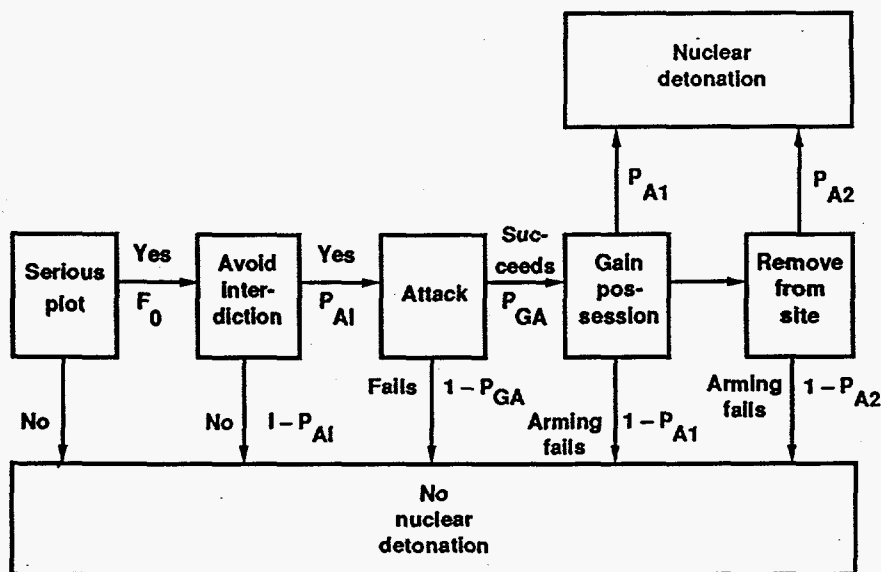 Nuclear
detonation
P A1
P A2
Serious
plot
Yes
F 0
Avoid
inter-
diction
Yes
P AI
Attack
Suc-
ceeds
P GA
Gain
pos-
session
Remove
from
site
No
No
I – P AI
Fails
1 – P GA
Arming
fails
1 – P A1
Arming
fails
1 – P A2
No
nuclear
detonation